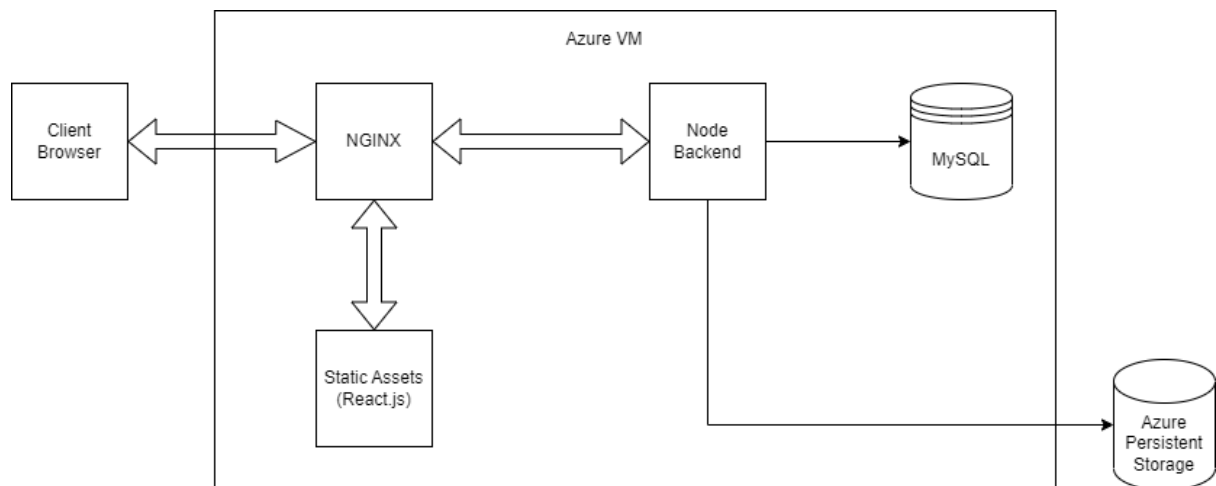 Azure VM
Client
Browser
NGINX
Node
Backend
MySQL
Static Assets
(React.js)
Azure
Persistent
Storage